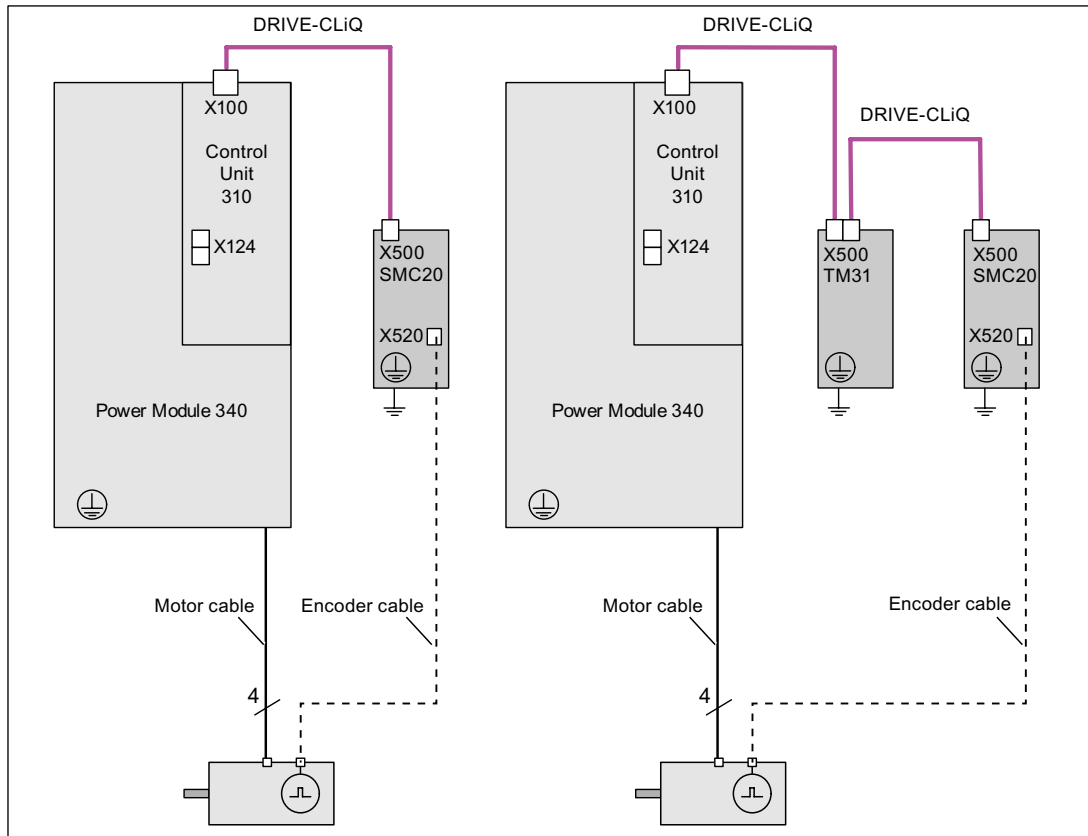 DRIVE-CLiQ
X100
Control
Unit
310
X124
X500
SMC20
X520
Power Module 340
Motor cable
Encoder cable
4
DRIVE-CLiQ
X100
DRIVE-CLiQ
Control
Unit
310
X124
X500
TM31
X500
SMC20
X520
Power Module 340
Motor cable
Encoder cable
4